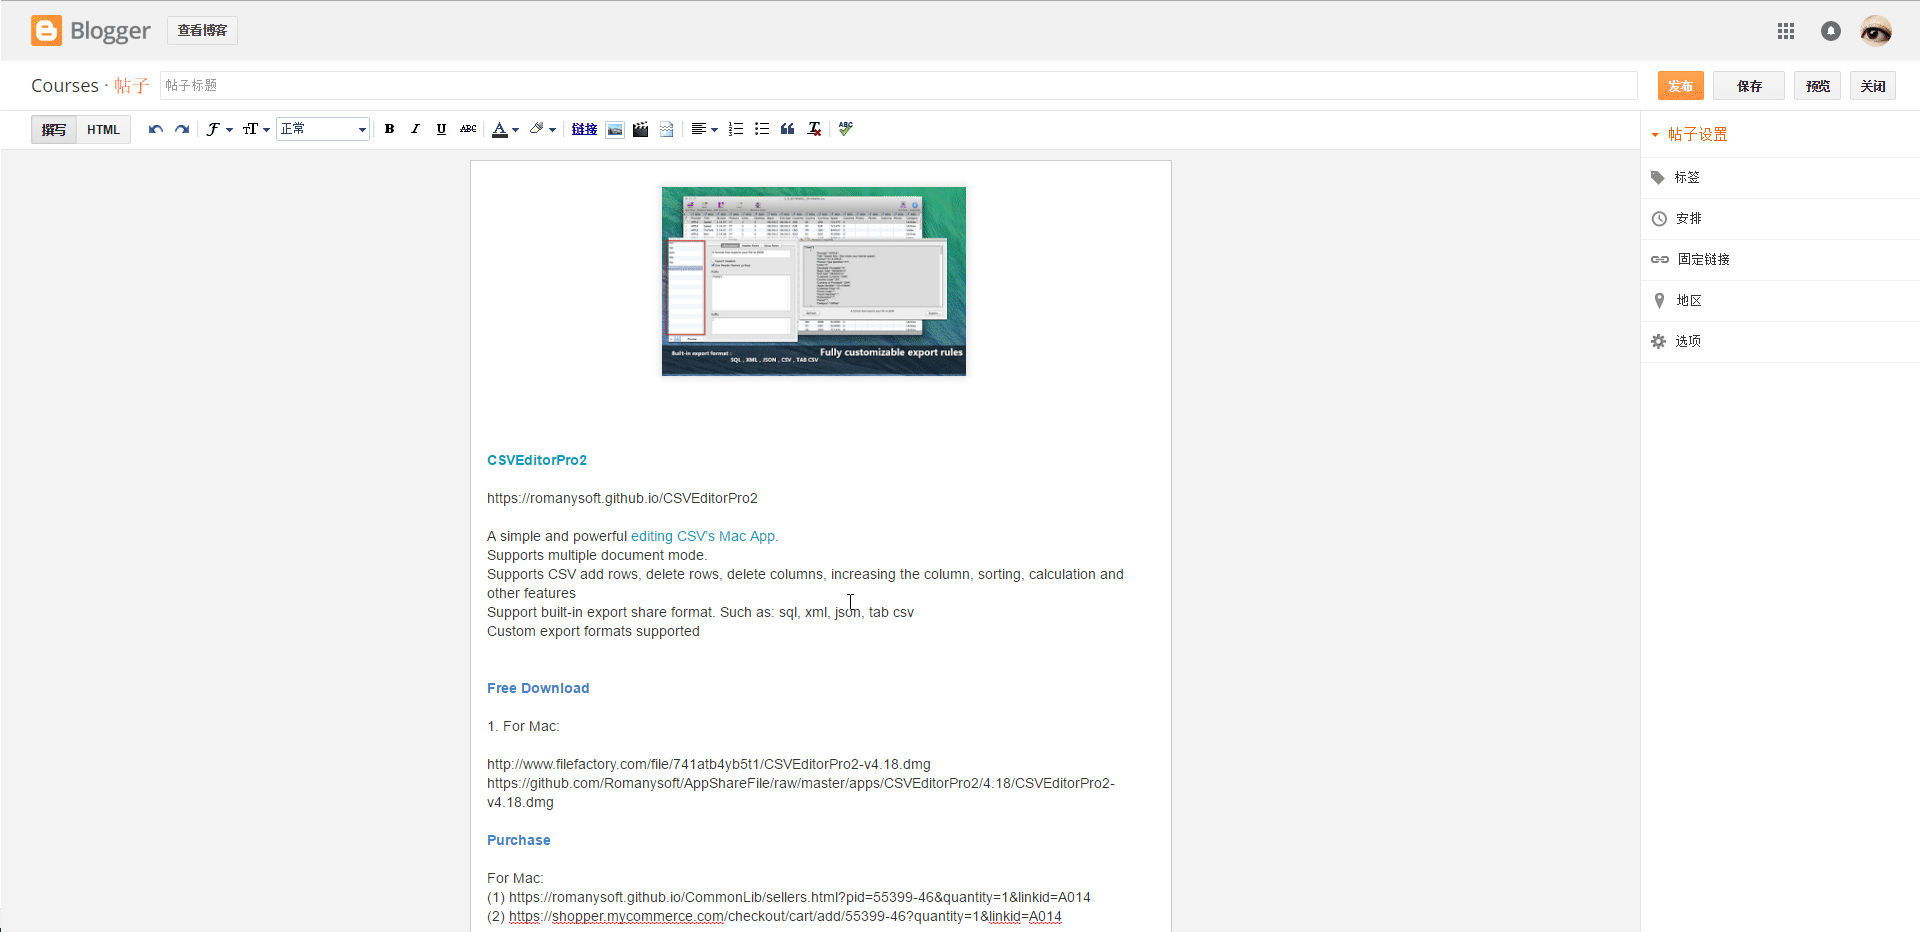 Blogger 查看博客
Courses · 帖子 帖子标题 发布 保存 预览 关闭
撰写 HTML 正常 B I U ABC A 链接 ABC
帖子设置
标签
安排
固定链接
地区
选项
Built-in export format :
SQL , XML , JSON , CSV , TAB CSV
Fully customizable export rules
CSVEditorPro2
https://romanysoft.github.io/CSVEditorPro2
A simple and powerful editing CSV's Mac App.
Supports multiple document mode.
Supports CSV add rows, delete rows, delete columns, increasing the column, sorting, calculation and
other features
Support built-in export share format. Such as: sql, xml, json, tab csv
Custom export formats supported
Free Download
1. For Mac:
http://www.filefactory.com/file/741atb4yb5t1/CSVEditorPro2-v4.18.dmg
https://github.com/Romanysoft/AppShareFile/raw/master/apps/CSVEditorPro2/4.18/CSVEditorPro2-
v4.18.dmg
Purchase
For Mac:
(1) https://romanysoft.github.io/CommonLib/sellers.html?pid=55399-46&quantity=1&linkid=A014
(2) https://shopper.mycommerce.com/checkout/cart/add/55399-46?quantity=1&linkid=A014